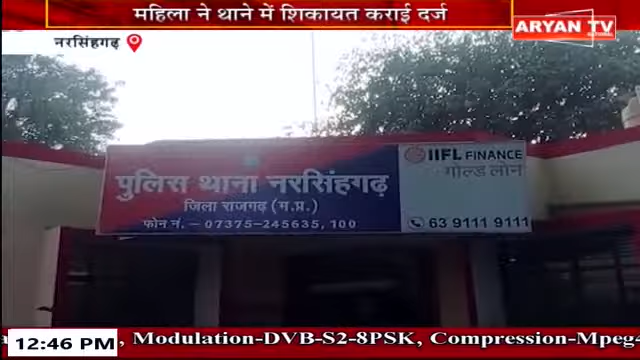 महिला ने थाने में शिकायत कराई दर्ज
ARYAN TV
नरसिंहगढ़
पुलिस थाना नरसिंहगढ़
जिला राजगढ़ (म.प्र.)
फोन नं. – 07375-245635, 100
IIFL FINANCE
गोल्ड लोन
63 9111 9111
12:46 PM
, Modulation-DVB-S2-8PSK, Compression-Mpeg-